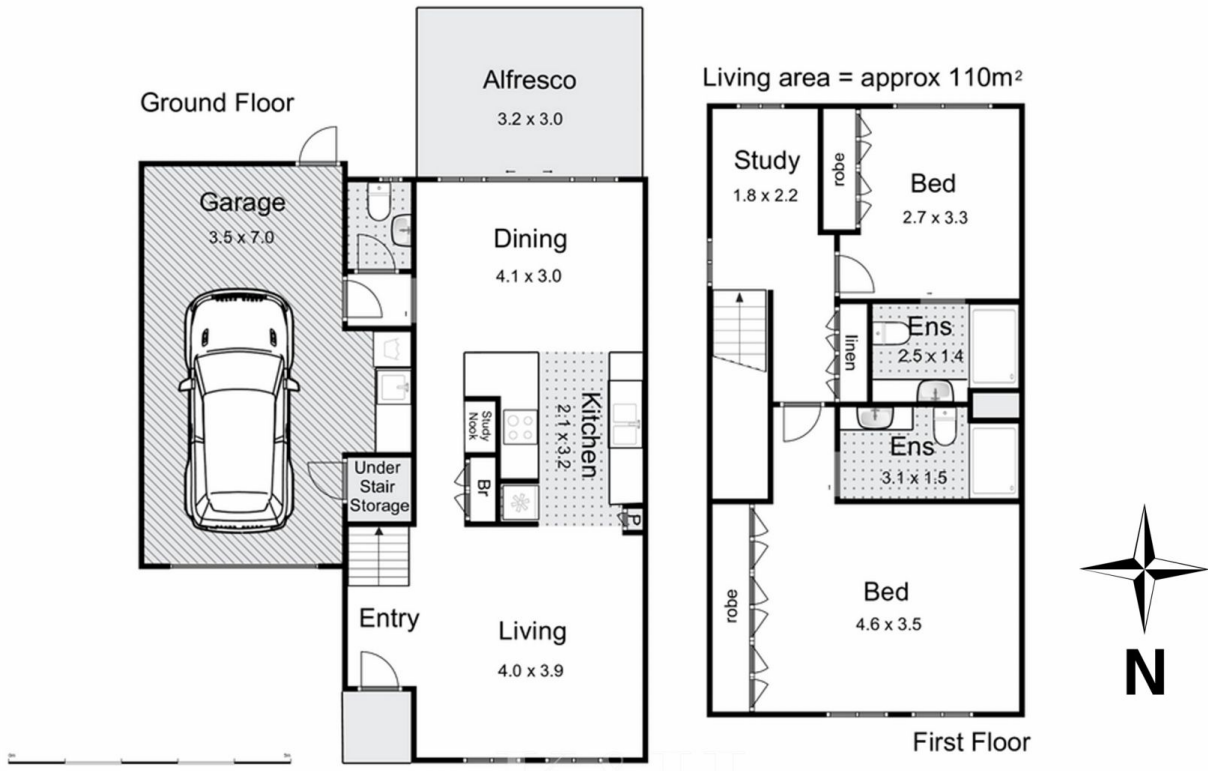 Ground Floor
Alfresco
3.2 x 3.0
Garage
3.5 x 7.0
Dining
4.1 x 3.0
Kitchen
2.1 x 3.2
Study
Nook
Br
P
Under
Stair
Storage
Entry
Living
4.0 x 3.9
Living area = approx 110m²
Study
1.8 x 2.2
robe
Bed
2.7 x 3.3
linen
Ens
2.5 x 1.4
Ens
3.1 x 1.5
robe
Bed
4.6 x 3.5
First Floor
N